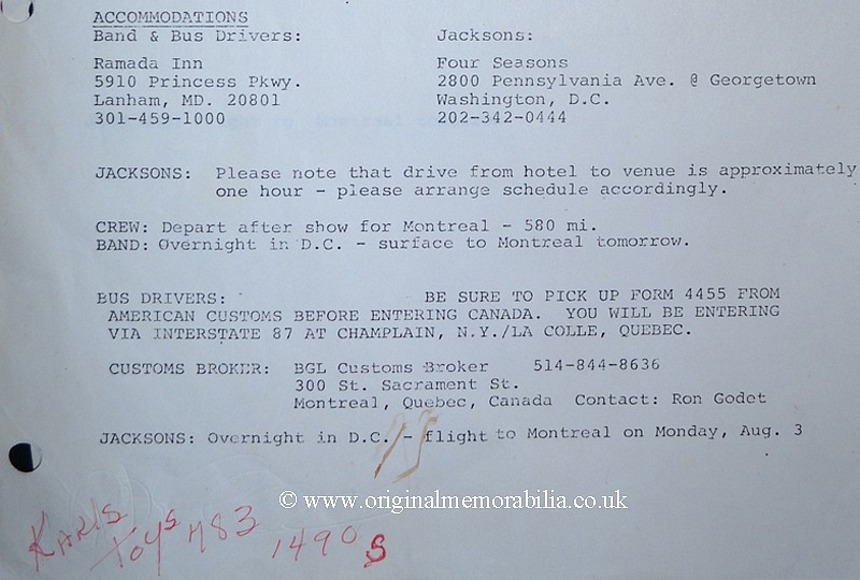 ACCOMMODATIONS
Band & Bus Drivers: Jacksons:
Ramada Inn Four Seasons
5910 Princess Pkwy. 2800 Pennsylvania Ave. @ Georgetown
Lanham, MD. 20801 Washington, D.C.
301-459-1000 202-342-0444
JACKSONS: Please note that drive from hotel to venue is approximately
one hour - please arrange schedule accordingly.
CREW: Depart after show for Montreal - 580 mi.
BAND: Overnight in D.C. - surface to Montreal tomorrow.
BUS DRIVERS: BE SURE TO PICK UP FORM 4455 FROM
AMERICAN CUSTOMS BEFORE ENTERING CANADA. YOU WILL BE ENTERING
VIA INTERSTATE 87 AT CHAMPLAIN, N.Y./LA COLLE, QUEBEC.
CUSTOMS BROKER: BGL Customs Broker 514-844-8636
300 St. Sacrament St.
Montreal, Quebec, Canada Contact: Ron Godet
JACKSONS: Overnight in D.C. - flight to Montreal on Monday, Aug. 3
© www.originalmemorabilia.co.uk
KARIS
toys 783
1490 S